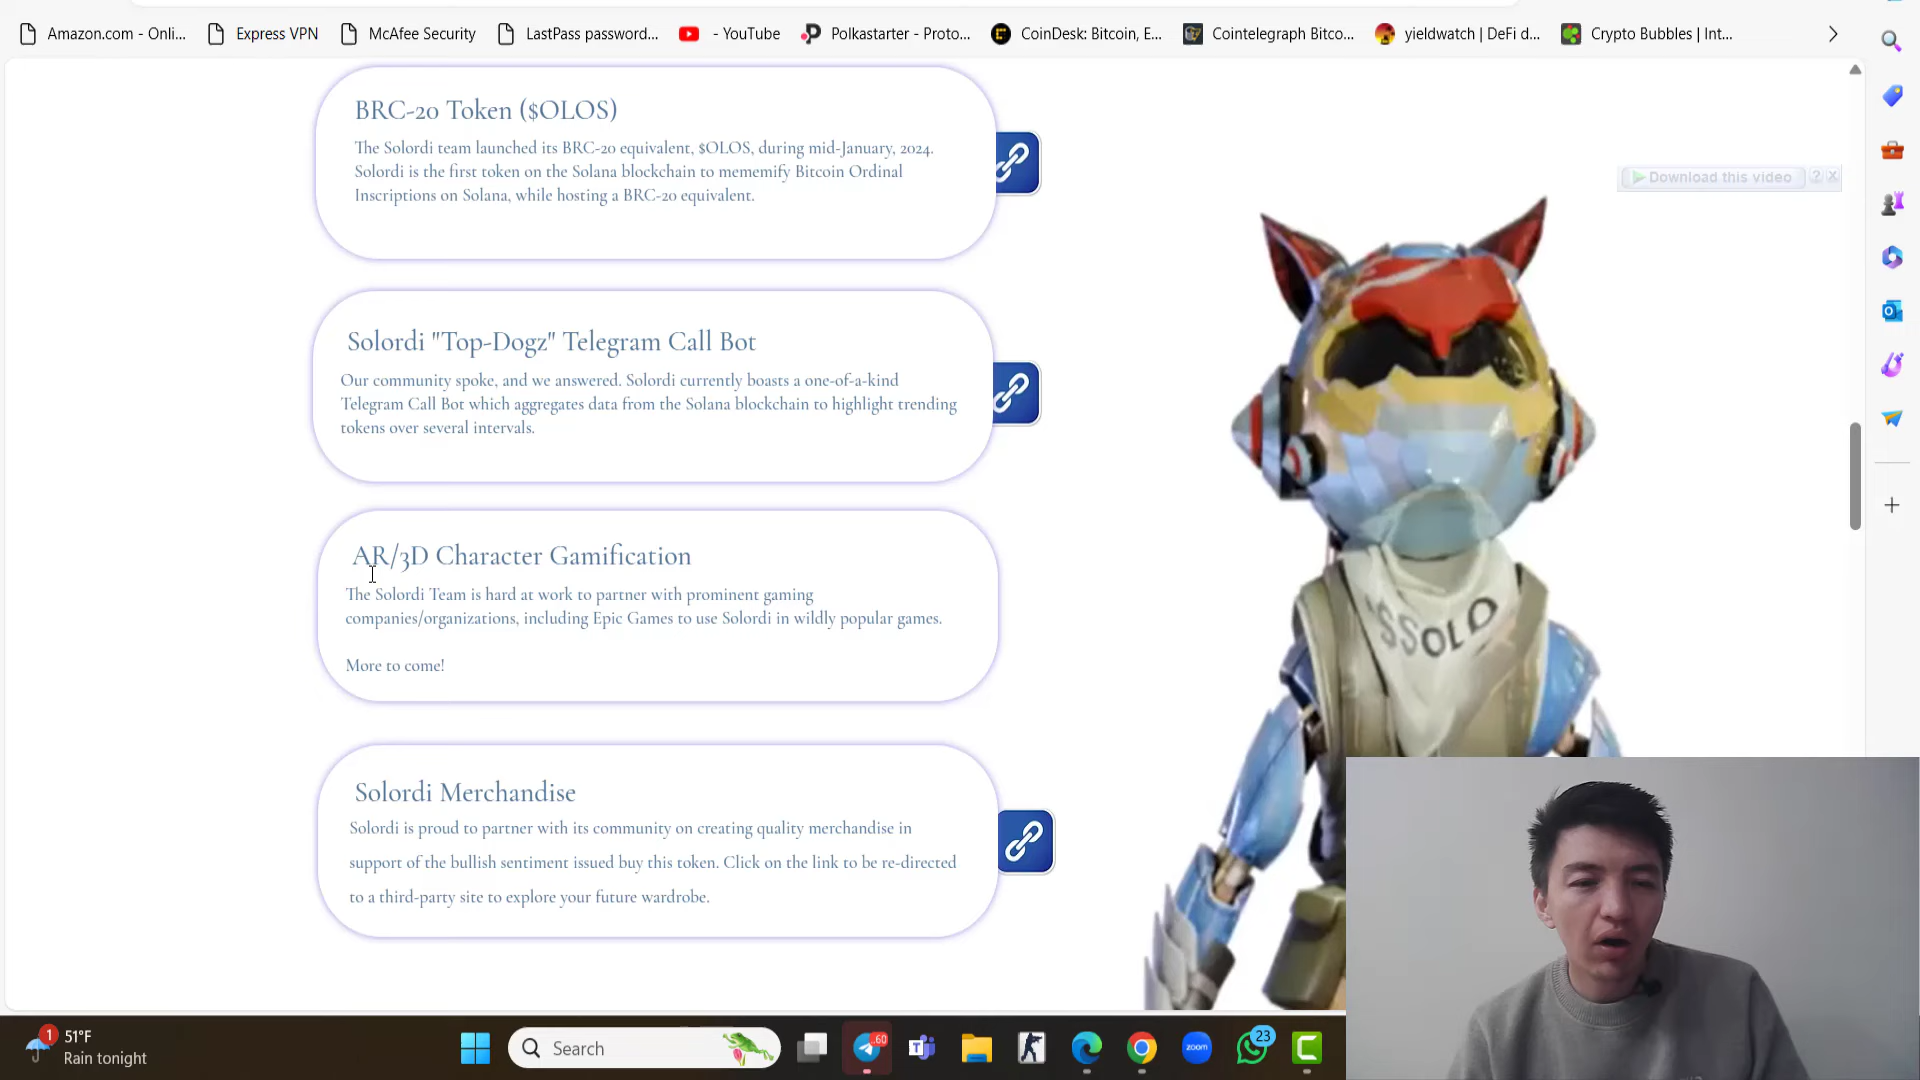 Amazon.com - Onli...
Express VPN
McAfee Security
LastPass password...
- YouTube
Polkastarter - Proto...
CoinDesk: Bitcoin, E...
Cointelegraph Bitco...
yieldwatch | DeFi d...
Crypto Bubbles | Int...
BRC-20 Token ($OLOS)
The Solordi team launched its BRC-20 equivalent, $OLOS, during mid-January, 2024.
Solordi is the first token on the Solana blockchain to mememify Bitcoin Ordinal
Inscriptions on Solana, while hosting a BRC-20 equivalent.
Download this video
?
X
Solordi "Top-Dogz" Telegram Call Bot
Our community spoke, and we answered. Solordi currently boasts a one-of-a-kind
Telegram Call Bot which aggregates data from the Solana blockchain to highlight trending
tokens over several intervals.
AR/3D Character Gamification
The Solordi Team is hard at work to partner with prominent gaming
companies/organizations, including Epic Games to use Solordi in wildly popular games.
More to come!
$SOLO
Solordi Merchandise
Solordi is proud to partner with its community on creating quality merchandise in
support of the bullish sentiment issued buy this token. Click on the link to be re-directed
to a third-party site to explore your future wardrobe.
1
51°F
Rain tonight
Search
..60
zoom
23